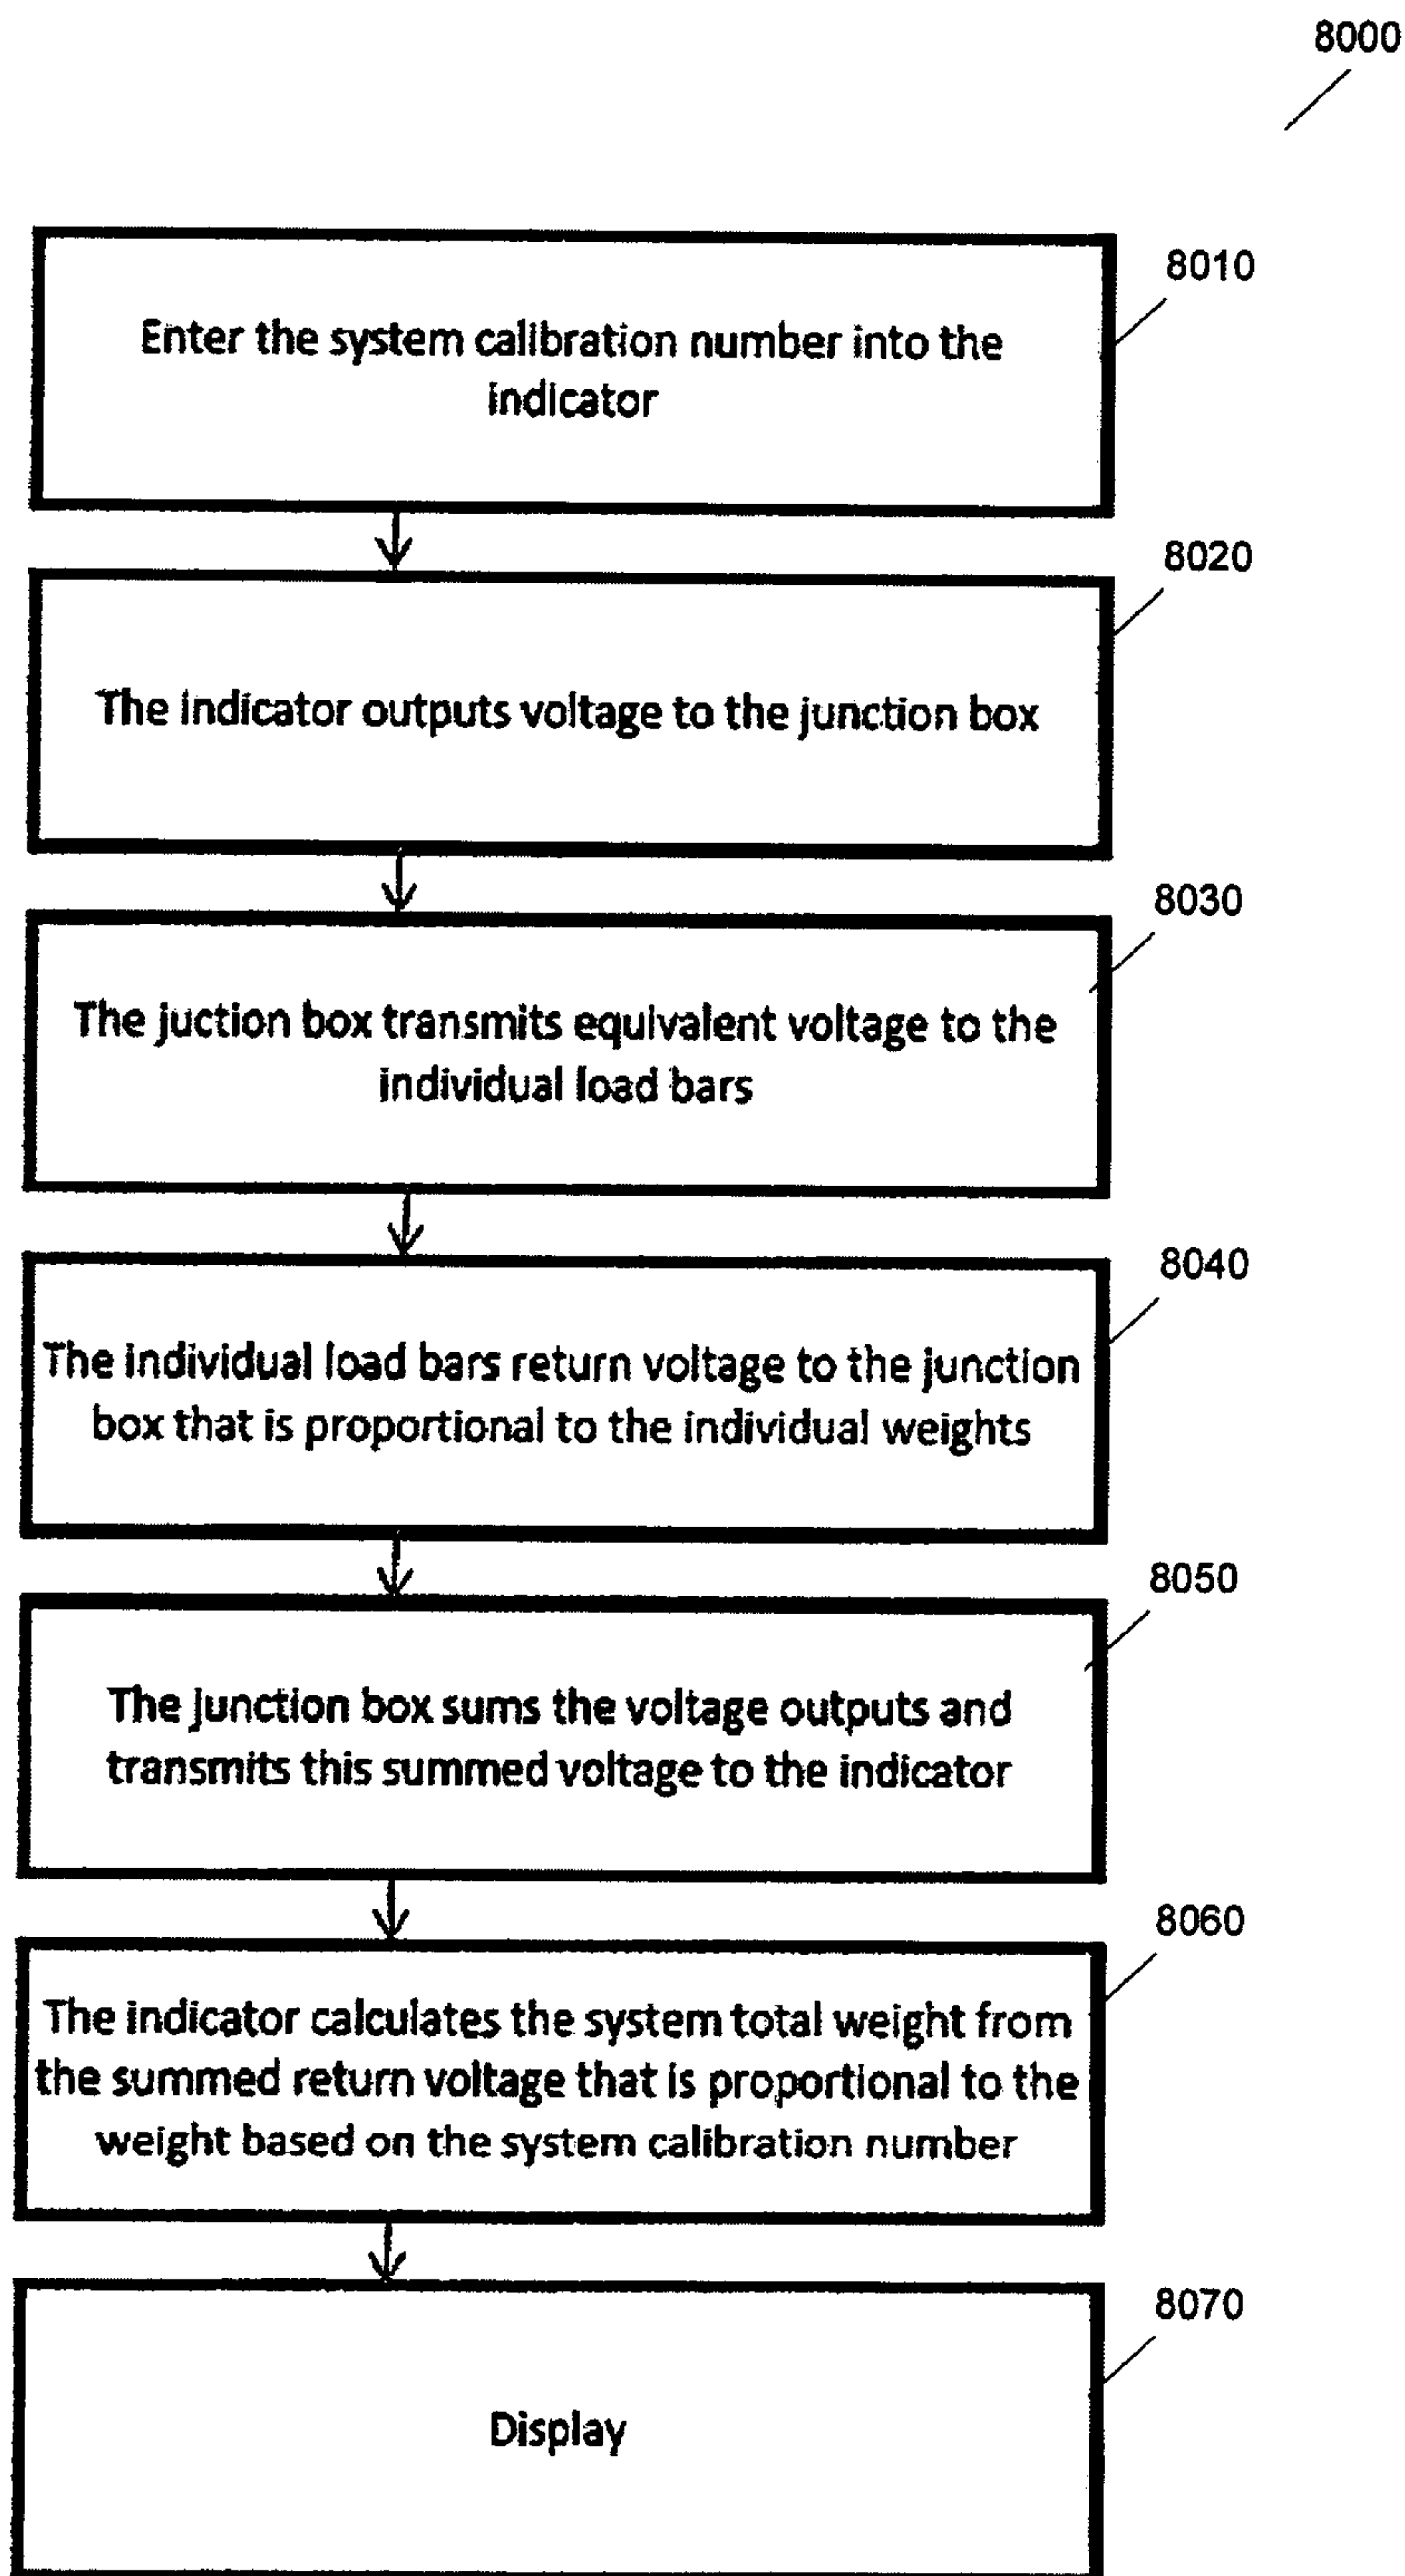 8000
Enter the system calibration number into the
indicator
8010
The indicator outputs voltage to the junction box
8020
The juction box transmits equivalent voltage to the
individual load bars
8030
The individual load bars return voltage to the junction
box that is proportional to the individual weights
8040
The junction box sums the voltage outputs and
transmits this summed voltage to the indicator
8050
The indicator calculates the system total weight from
the summed return voltage that is proportional to the
weight based on the system calibration number
8060
Display
8070